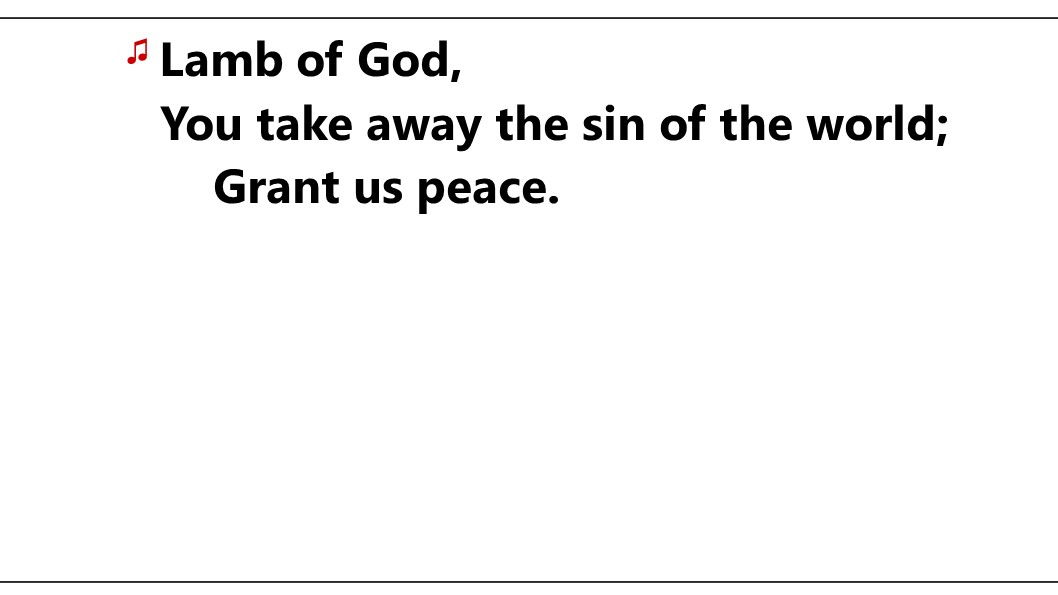 ♫ Lamb of God,
You take away the sin of the world;
Grant us peace.